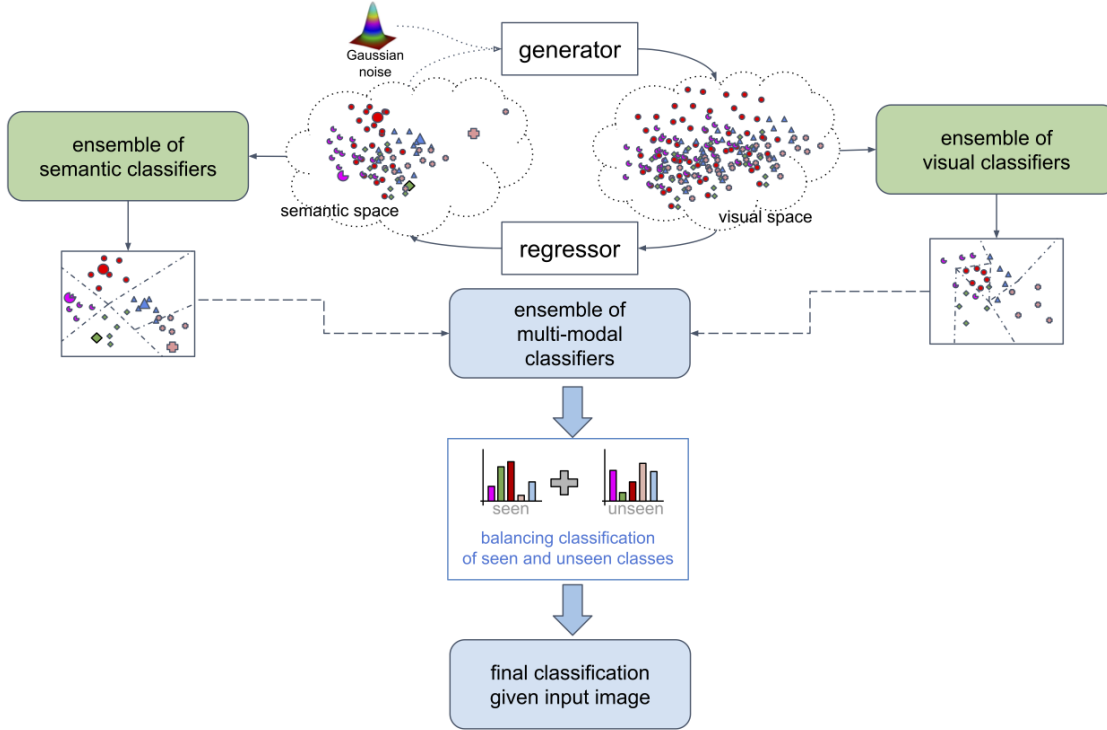 Gaussian
noise
generator
ensemble of
semantic classifiers
semantic space
visual space
ensemble of
visual classifiers
regressor
ensemble of
multi-modal
classifiers
seen
unseen
balancing classification
of seen and unseen classes
final classification
given input image